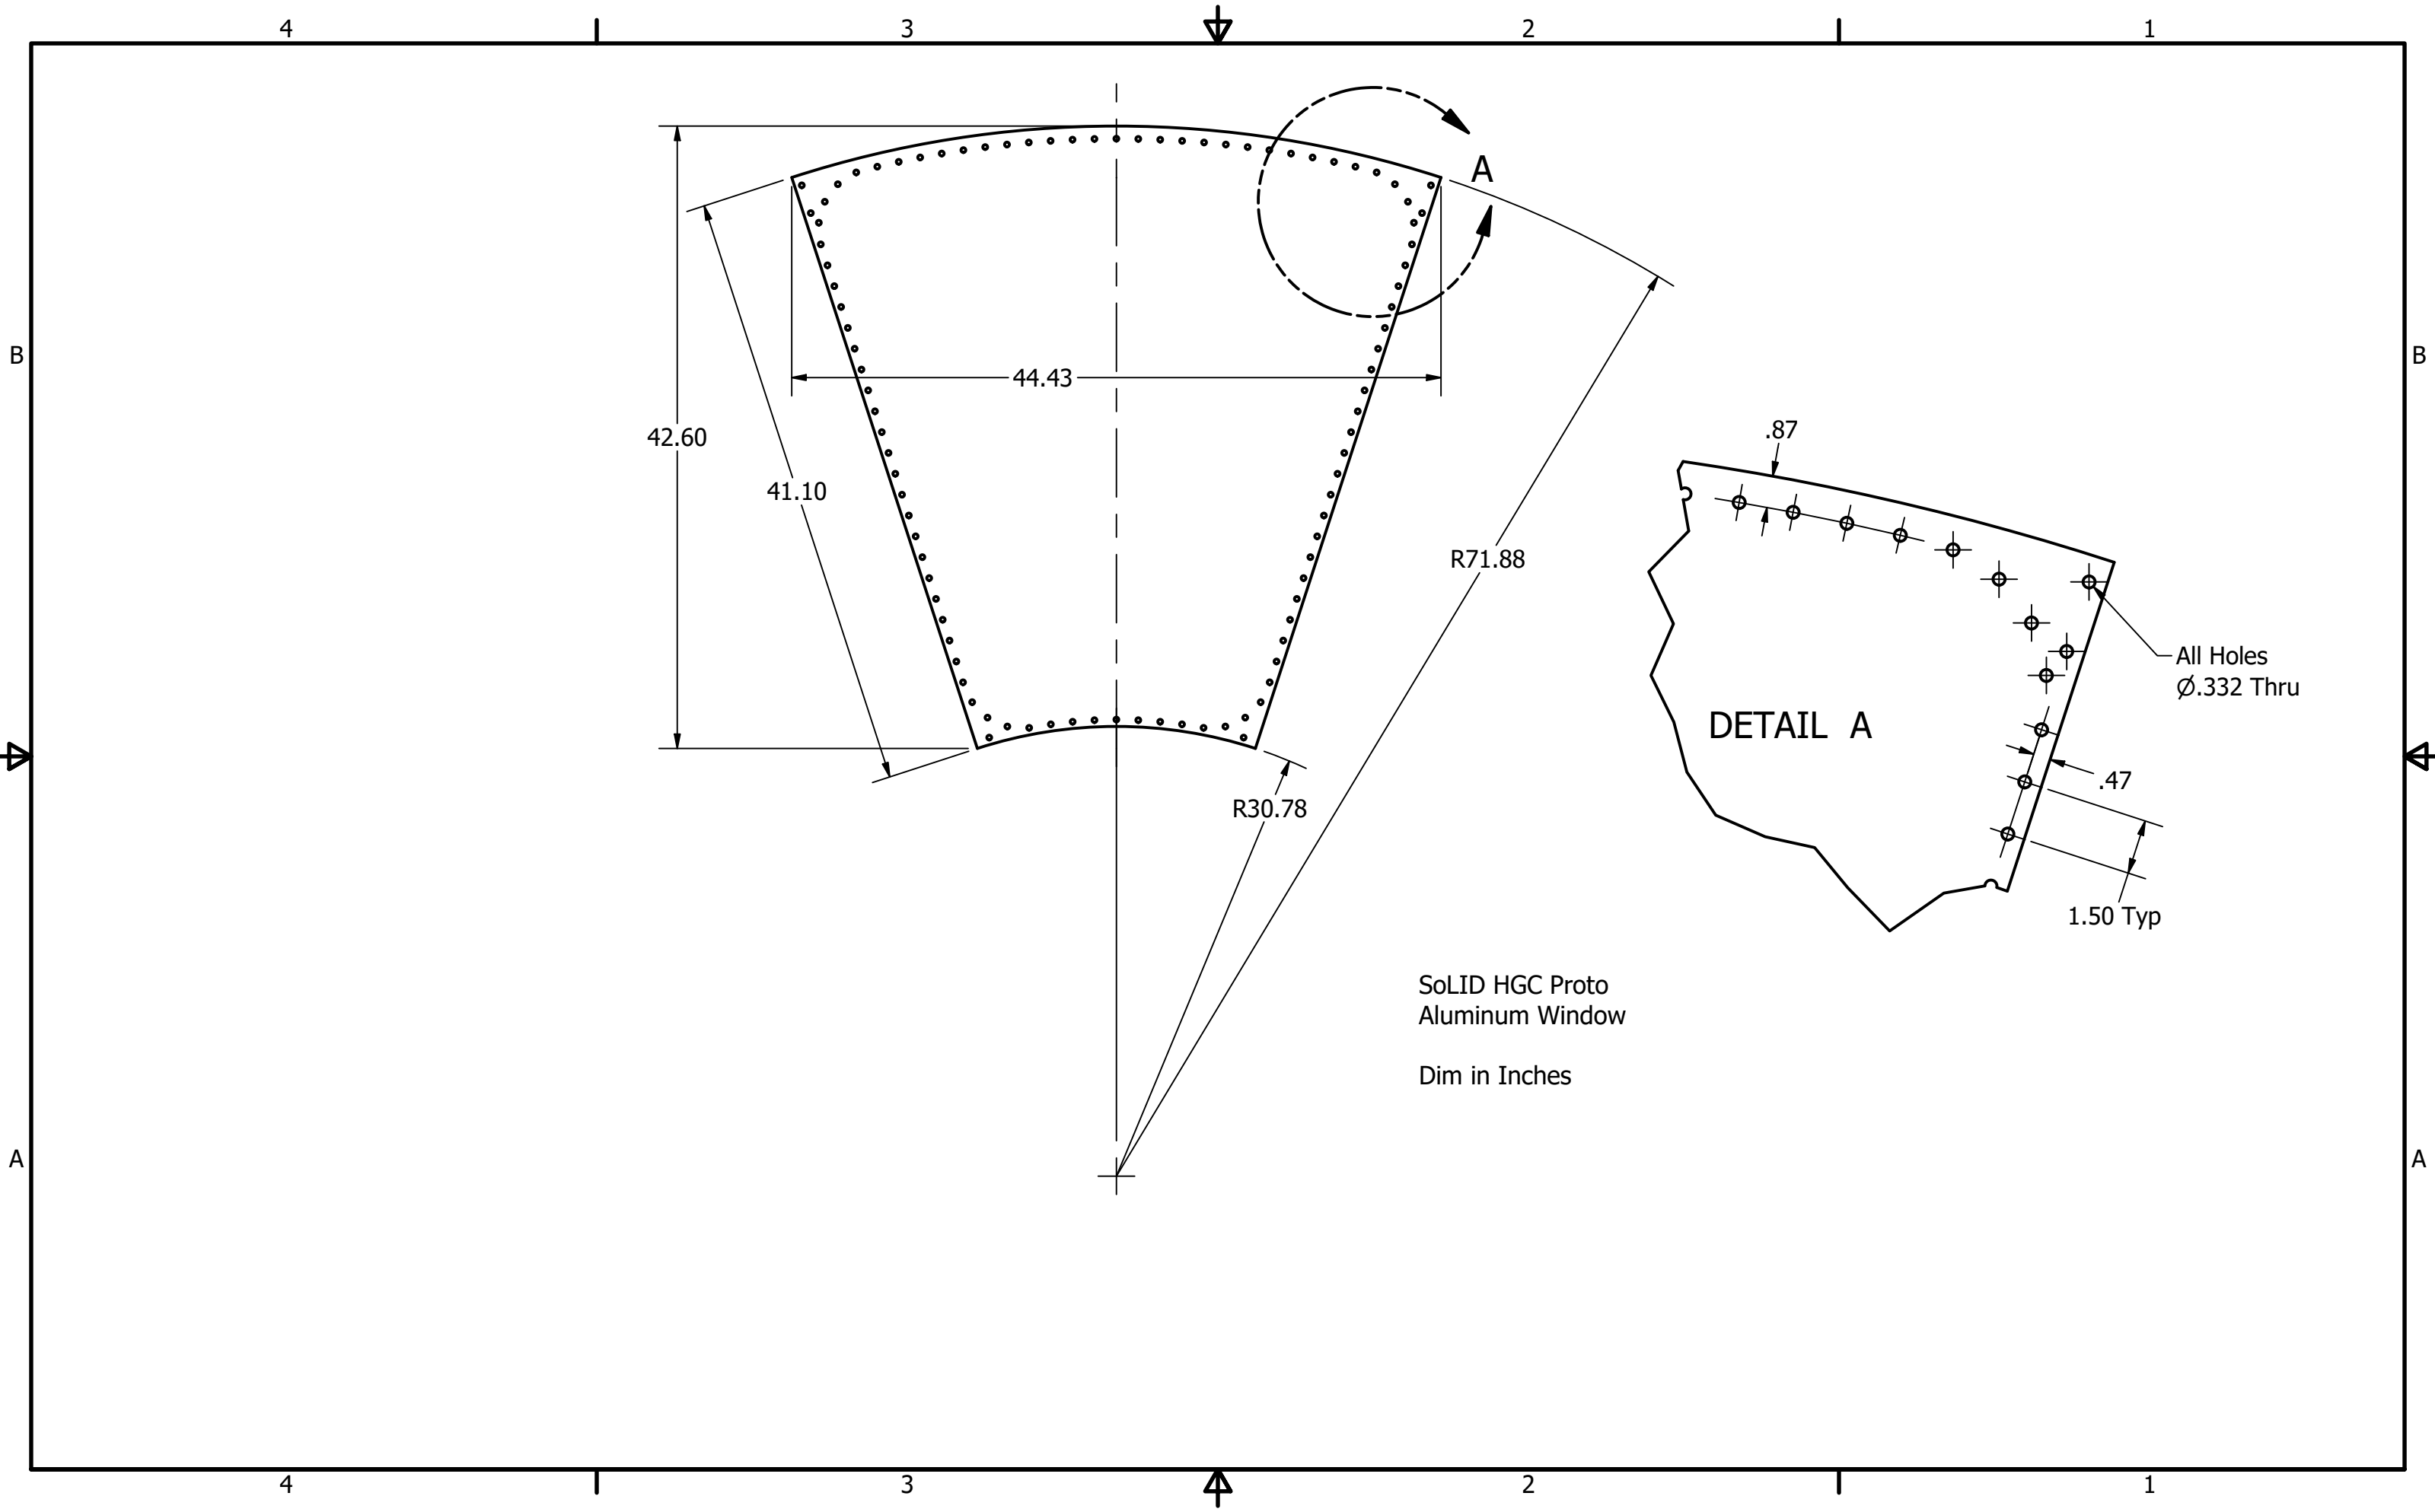 4 3 2 1
A
B B
44.43
.87
42.60
41.10
R71.88
All Holes
Ø.332 Thru
DETAIL A
.47
R30.78
1.50 Typ
SoLID HGC Proto
Aluminum Window
Dim in Inches
A A
4 3 2 1